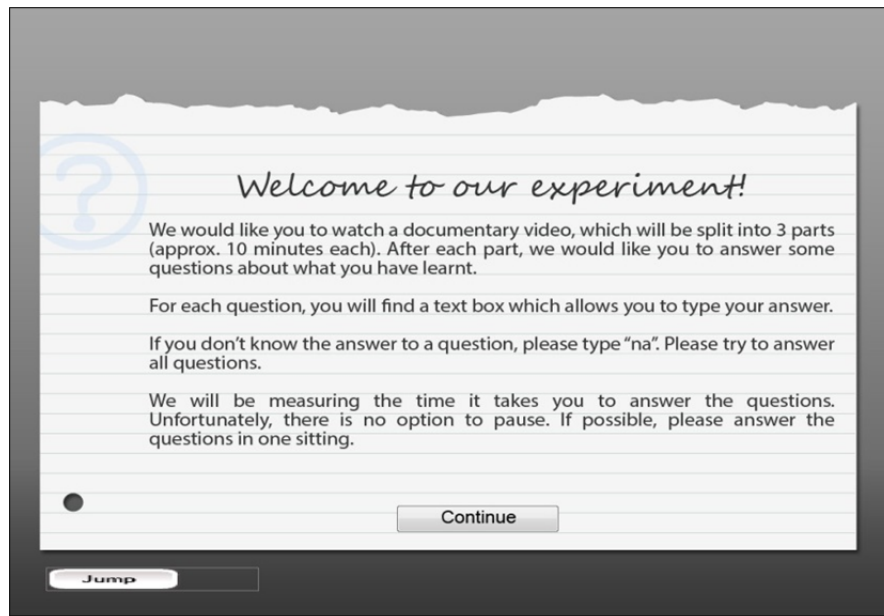 Welcome to our experiment!
We would like you to watch a documentary video, which will be split into 3 parts
(approx. 10 minutes each). After each part, we would like you to answer some
questions about what you have learnt.
For each question, you will find a text box which allows you to type your answer.
If you don't know the answer to a question, please type "na". Please try to answer
all questions.
We will be measuring the time it takes you to answer the questions.
Unfortunately, there is no option to pause. If possible, please answer the
questions in one sitting.
Continue
Jump